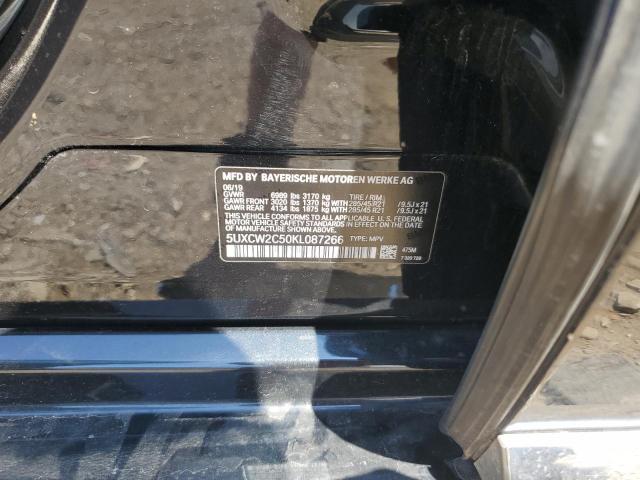 MFD BY BAYERISCHE MOTOREN WERKE AG
06/19
GVWR 6989 lbs 3170 kg TIRE / RIM
GAWR FRONT 3020 lbs 1370 kg WITH 285/45 R21 / 9.5J x 21
GAWR REAR 4134 lbs 1875 kg WITH 285/45 R21 / 9.5J x 21
THIS VEHICLE CONFORMS TO ALL APPLICABLE U.S. FEDERAL
MOTOR VEHICLE SAFETY STANDARDS IN EFFECT ON THE
DATE OF MANUFACTURE SHOWN ABOVE.
5UXCW2C50KL087266 TYPE: MPV
475M